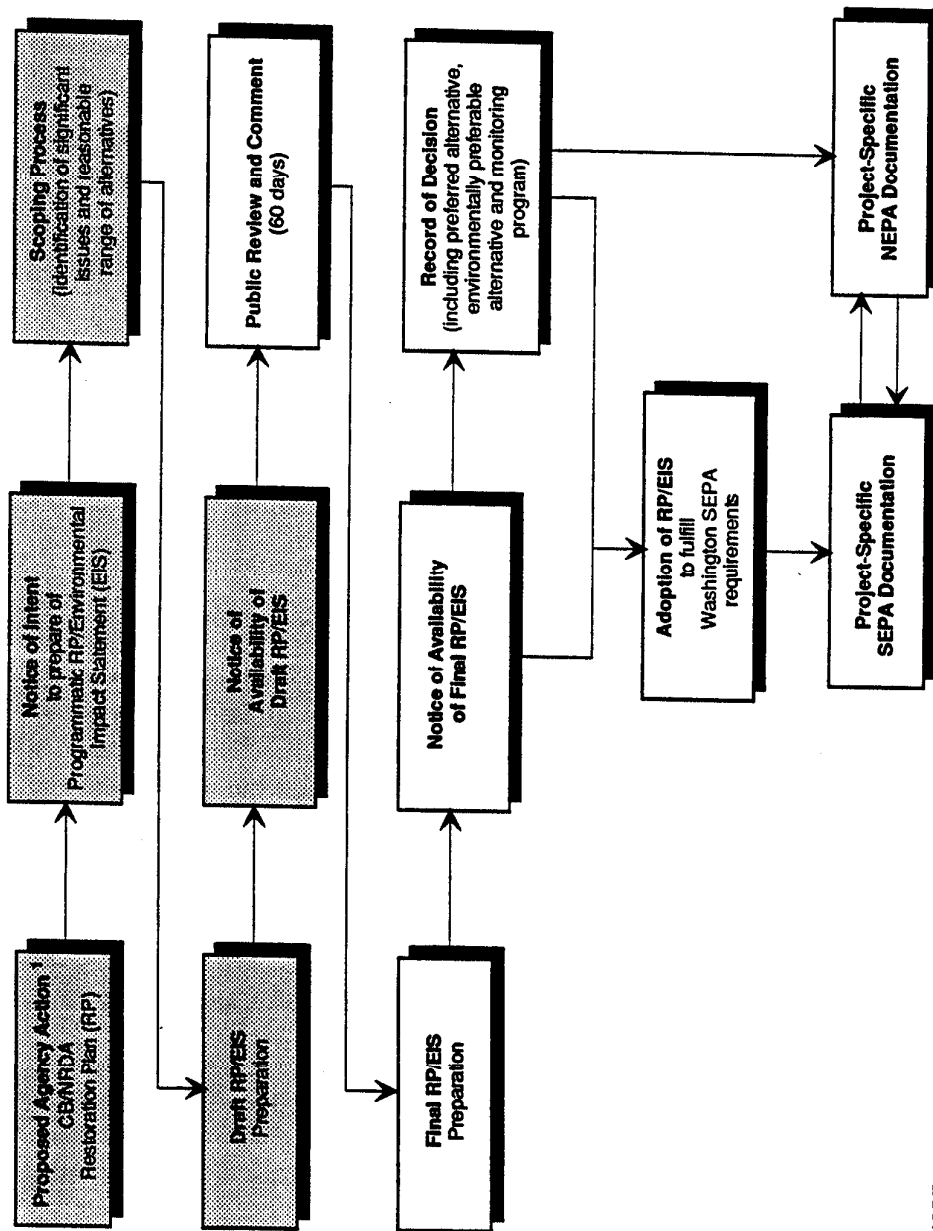 Proposed Agency Action¹
CB/NRDA
Restoration Plan (RP)
Notice of Intent
to prepare of
Programmatic RP/Environmental
Impact Statement (EIS)
Scoping Process
(Identification of significant
issues and reasonable
range of alternatives)
Draft RP/EIS
Preparation
Notice of
Availability of
Draft RP/EIS
Public Review and Comment
(60 days)
Final RP/EIS
Preparation
Notice of Availability
of Final RP/EIS
Record of Decision
(including preferred alternative,
environmentally preferable
alternative and monitoring
program)
Adoption of RP/EIS
to fulfill
Washington SEPA
requirements
Project-Specific
SEPA Documentation
Project-Specific
NEPA Documentation